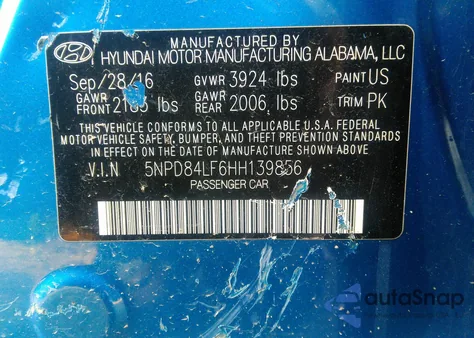 MANUFACTURED BY
HYUNDAI MOTOR MANUFACTURING ALABAMA, LLC
Sep/28/16 GVWR 3924 lbs PAINT US
GAWR FRONT lbs GAWR REAR 2006 lbs TRIM PK
THIS VEHICLE CONFORMS TO ALL APPLICABLE U.S.A. FEDERAL
MOTOR VEHICLE SAFETY, BUMPER, AND THEFT PREVENTION STANDARDS
IN EFFECT ON THE DATE OF MANUFACTURE SHOWN ABOVE.
V.I.N 5NPD84LF6HH139856
PASSENGER CAR
autoSnap